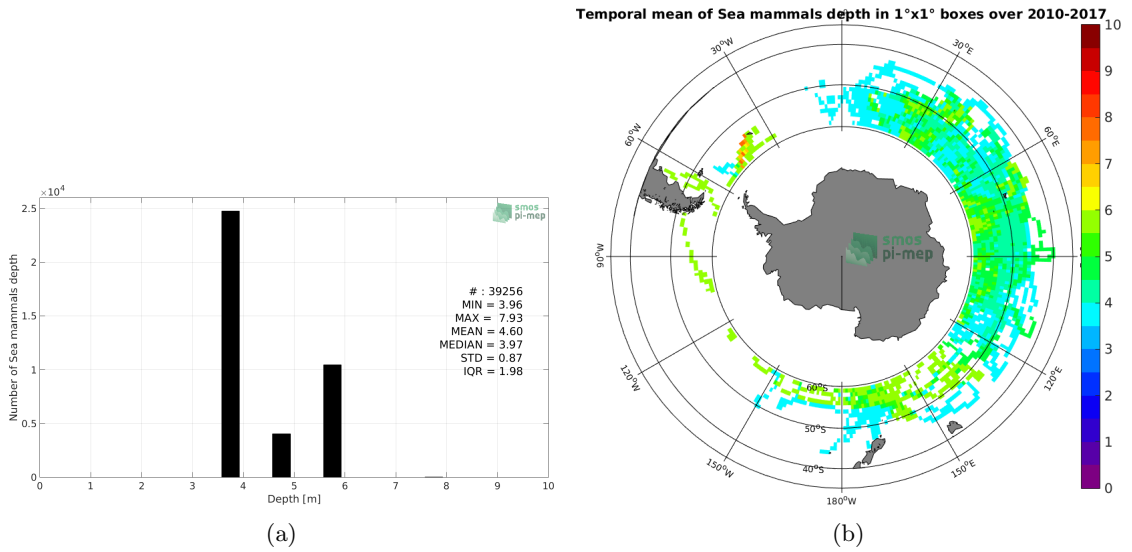 ×10⁴
2.5
2
1.5
1
0.5
0
0
1
2
3
4
5
6
7
8
9
10
Number of Sea mammals depth
Depth [m]
smos
pi-mep
# : 39256
MIN = 3.96
MAX = 7.93
MEAN = 4.60
MEDIAN = 3.97
STD = 0.87
IQR = 1.98
(a)
Temporal mean of Sea mammals depth in 1°x1° boxes over 2010-2017
30°W
30°E
60°W
60°E
90°W
120°W
120°E
150°W
150°E
180°W
60°S
50°S
40°S
smos
pi-mep
10
9
8
7
6
5
4
3
2
1
0
(b)